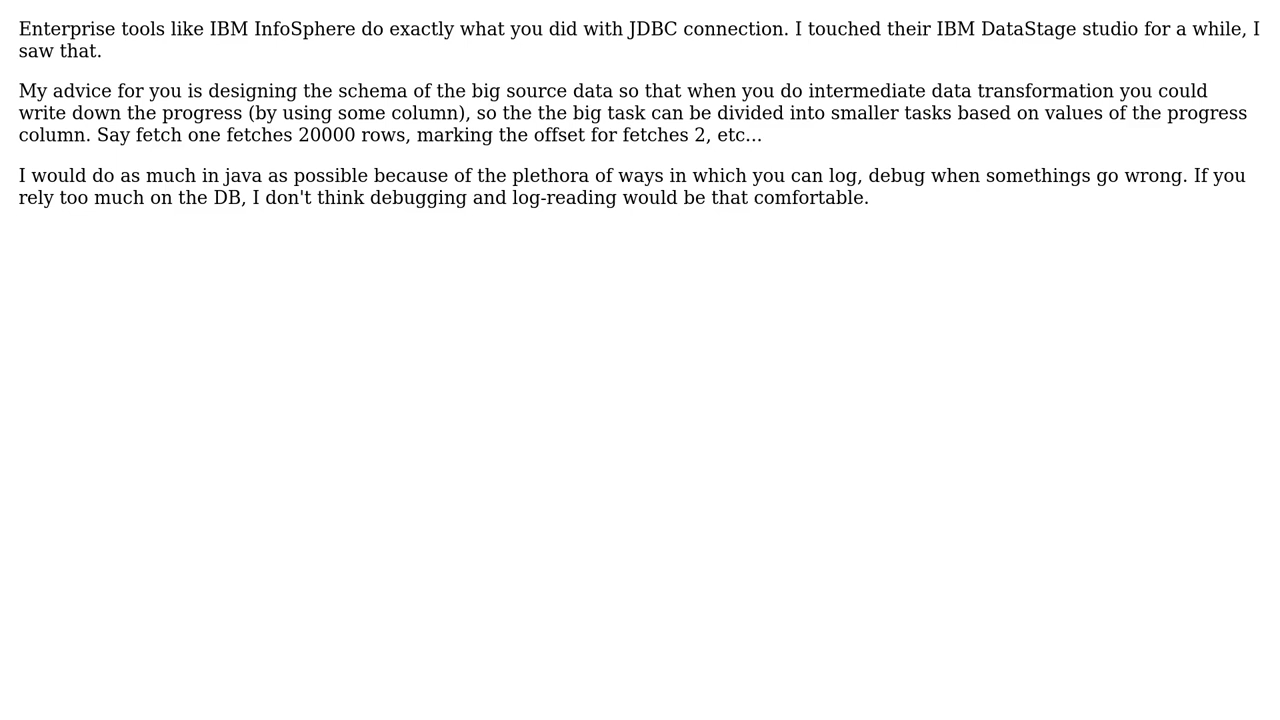 Enterprise tools like IBM InfoSphere do exactly what you did with JDBC connection. I touched their IBM DataStage studio for a while, I
saw that.
My advice for you is designing the schema of the big source data so that when you do intermediate data transformation you could
write down the progress (by using some column), so the the big task can be divided into smaller tasks based on values of the progress
column. Say fetch one fetches 20000 rows, marking the offset for fetches 2, etc...
I would do as much in java as possible because of the plethora of ways in which you can log, debug when somethings go wrong. If you
rely too much on the DB, I don't think debugging and log-reading would be that comfortable.